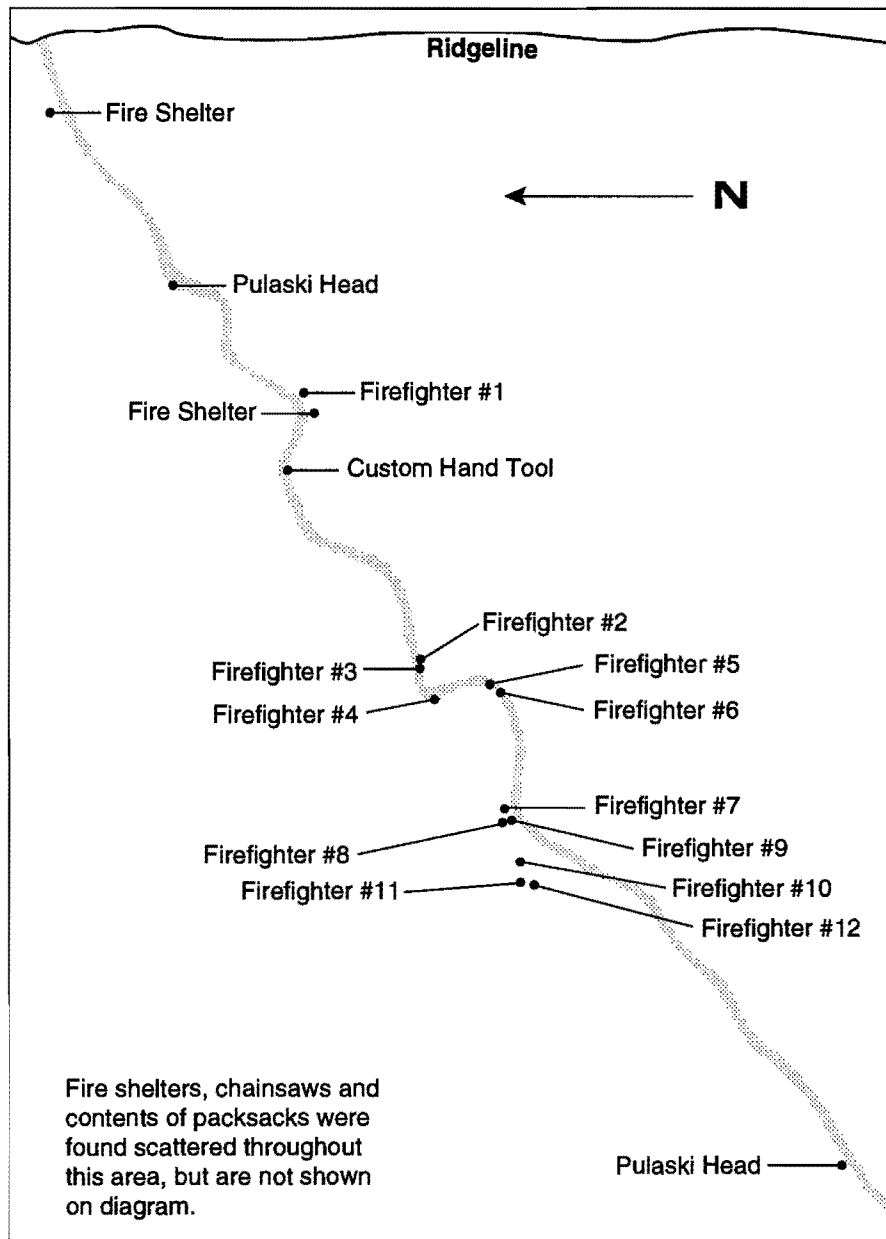 Ridgeline
Fire Shelter
N
Pulaski Head
Firefighter #1
Fire Shelter
Custom Hand Tool
Firefighter #2
Firefighter #3
Firefighter #5
Firefighter #4
Firefighter #6
Firefighter #7
Firefighter #8
Firefighter #9
Firefighter #11
Firefighter #10
Firefighter #12
Fire shelters, chainsaws and
contents of packsacks were
found scattered throughout
this area, but are not shown
on diagram.
Pulaski Head